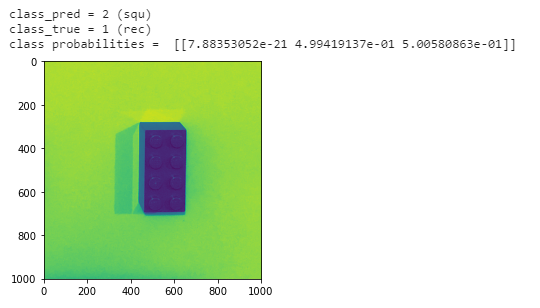 class_pred = 2 (squ)
class_true = 1 (rec)
class probabilities =  [[7.88353052e-21 4.99419137e-01 5.00580863e-01]]
0
200
400
600
800
1000
0 200 400 600 800 1000